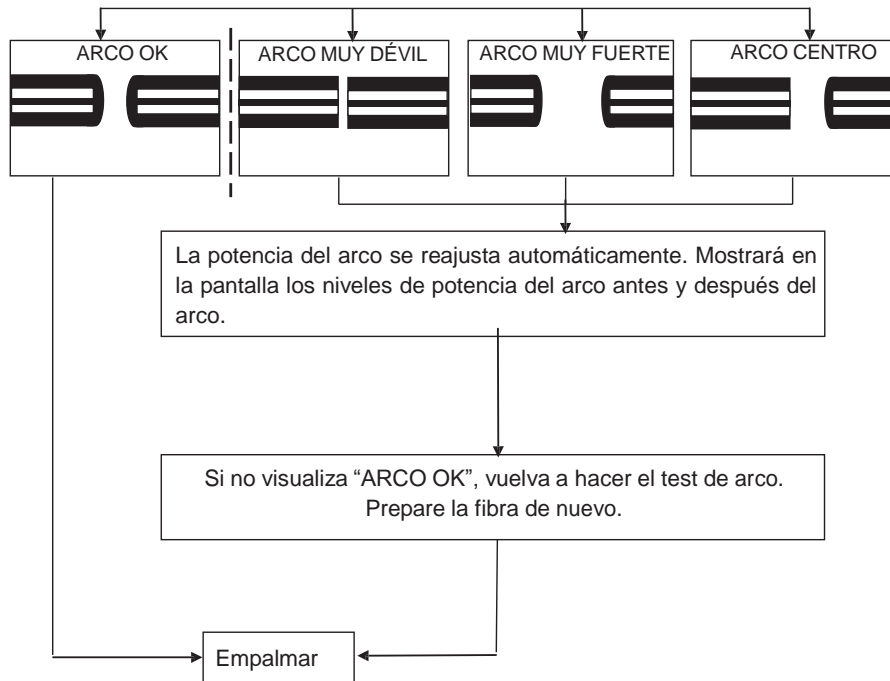 ARCO OK
ARCO MUY DÉVIL
ARCO MUY FUERTE
ARCO CENTRO
La potencia del arco se reajusta automáticamente. Mostrará en
la pantalla los niveles de potencia del arco antes y después del
arco.
Si no visualiza “ARCO OK”, vuelva a hacer el test de arco.
Prepare la fibra de nuevo.
Empalmar